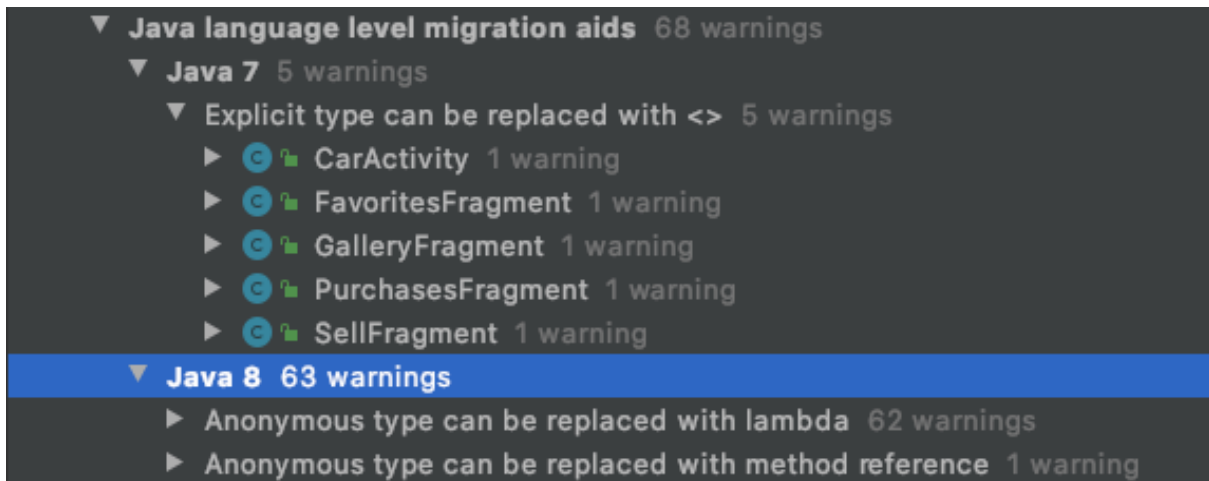 Java language level migration aids 68 warnings
Java 7 5 warnings
Explicit type can be replaced with <> 5 warnings
C CarActivity 1 warning
C FavoritesFragment 1 warning
C GalleryFragment 1 warning
C PurchasesFragment 1 warning
C SellFragment 1 warning
Java 8 63 warnings
Anonymous type can be replaced with lambda 62 warnings
Anonymous type can be replaced with method reference 1 warning